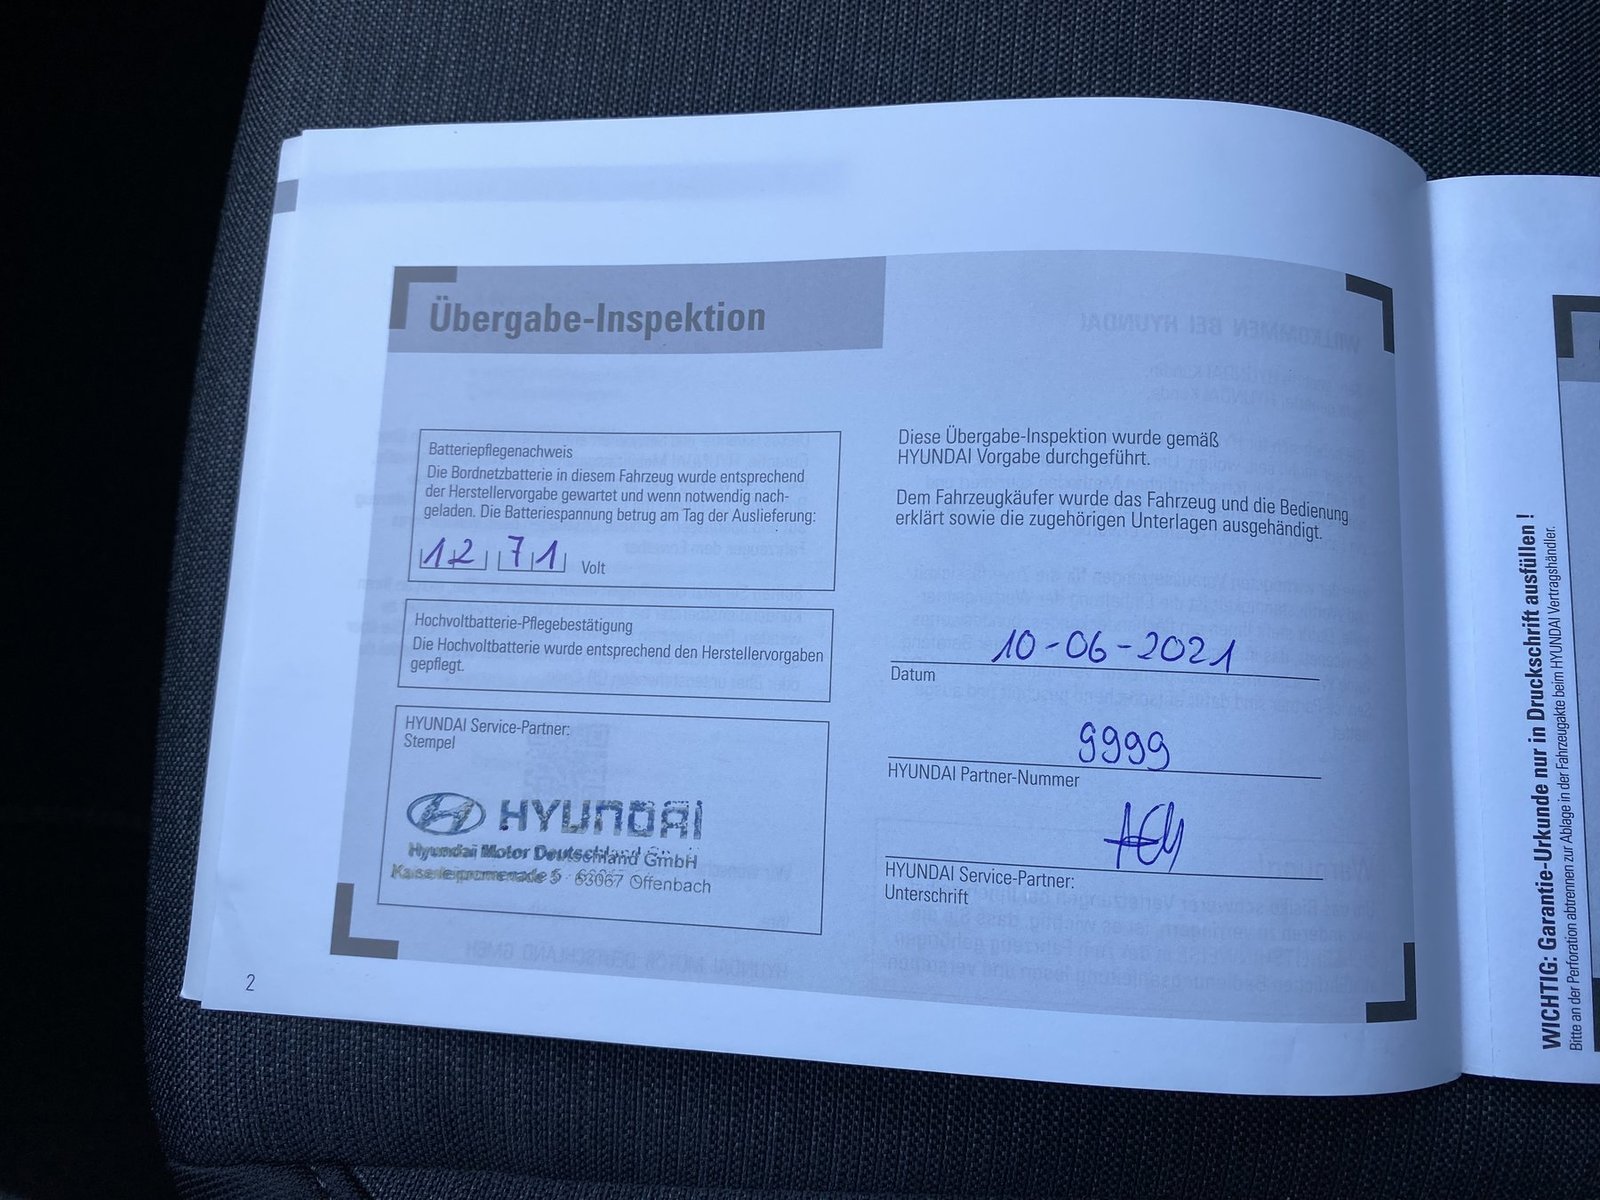 Übergabe-Inspektion
Batteriepflegenachweis
Die Bordnetzbatterie in diesem Fahrzeug wurde entsprechend
der Herstellervorgabe gewartet und wenn notwendig nach-
geladen. Die Batteriespannung betrug am Tag der Auslieferung:
12 71 Volt
Hochvoltbatterie-Pflegebestätigung
Die Hochvoltbatterie wurde entsprechend den Herstellervorgaben
gepflegt.
HYUNDAI Service-Partner:
Stempel
HYUNDAI
Hyundai Motor Deutschland GmbH
Kaiserleipromenade 5 · 63067 Offenbach
Diese Übergabe-Inspektion wurde gemäß
HYUNDAI Vorgabe durchgeführt.
Dem Fahrzeugkäufer wurde das Fahrzeug und die Bedienung
erklärt sowie die zugehörigen Unterlagen ausgehändigt.
10-06-2021
Datum
9999
HYUNDAI Partner-Nummer
HYUNDAI Service-Partner:
Unterschrift
2
WICHTIG: Garantie-Urkunde nur in Druckschrift ausfüllen !
Bitte an der Perforation abtrennen zur Ablage in der Fahrzeugakte beim HYUNDAI Vertragshändler.